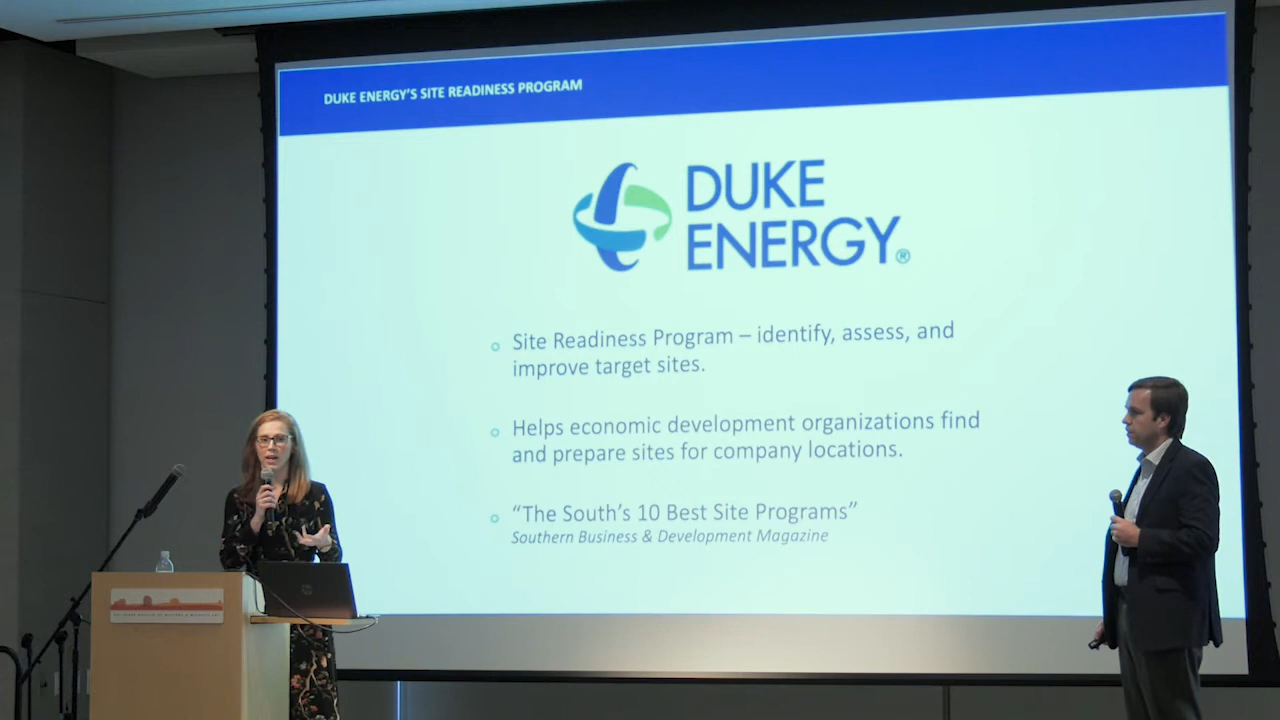 DUKE ENERGY'S SITE READINESS PROGRAM
DUKE
ENERGY®
Site Readiness Program – identify, assess, and
improve target sites.
Helps economic development organizations find
and prepare sites for company locations.
“The South's 10 Best Site Programs”
Southern Business & Development Magazine